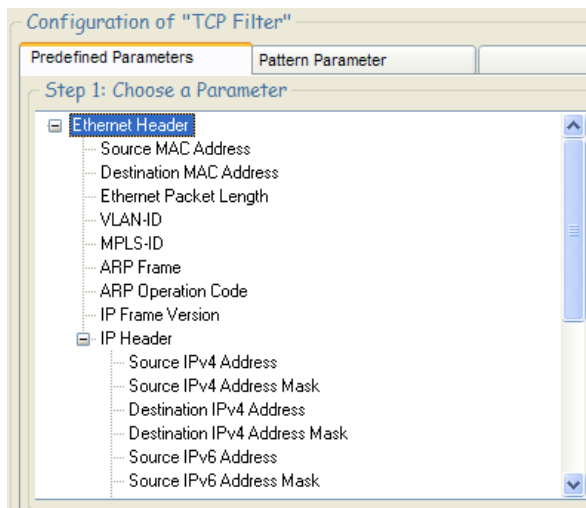 Configuration of "TCP Filter"
Predefined Parameters
Pattern Parameter
Step 1: Choose a Parameter
Ethernet Header
Source MAC Address
Destination MAC Address
Ethernet Packet Length
VLAN-ID
MPLS-ID
ARP Frame
ARP Operation Code
IP Frame Version
IP Header
Source IPv4 Address
Source IPv4 Address Mask
Destination IPv4 Address
Destination IPv4 Address Mask
Source IPv6 Address
Source IPv6 Address Mask